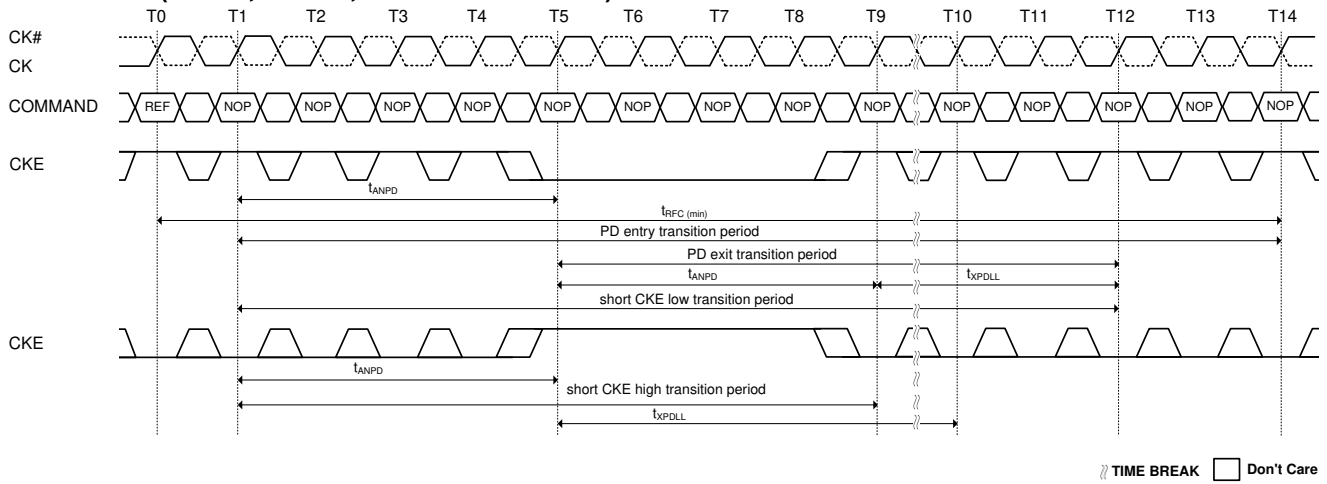 T0 T1 T2 T3 T4 T5 T6 T7 T8 T9 T10 T11 T12 T13 T14
CK#
CK
COMMAND REF NOP NOP NOP NOP NOP NOP NOP NOP NOP NOP NOP NOP NOP NOP
CKE
tANPD
tRFC (min)
PD entry transition period
PD exit transition period
tANPD tXPDLL
short CKE low transition period
CKE
tANPD
short CKE high transition period
tXPDLL
TIME BREAK Don't Care